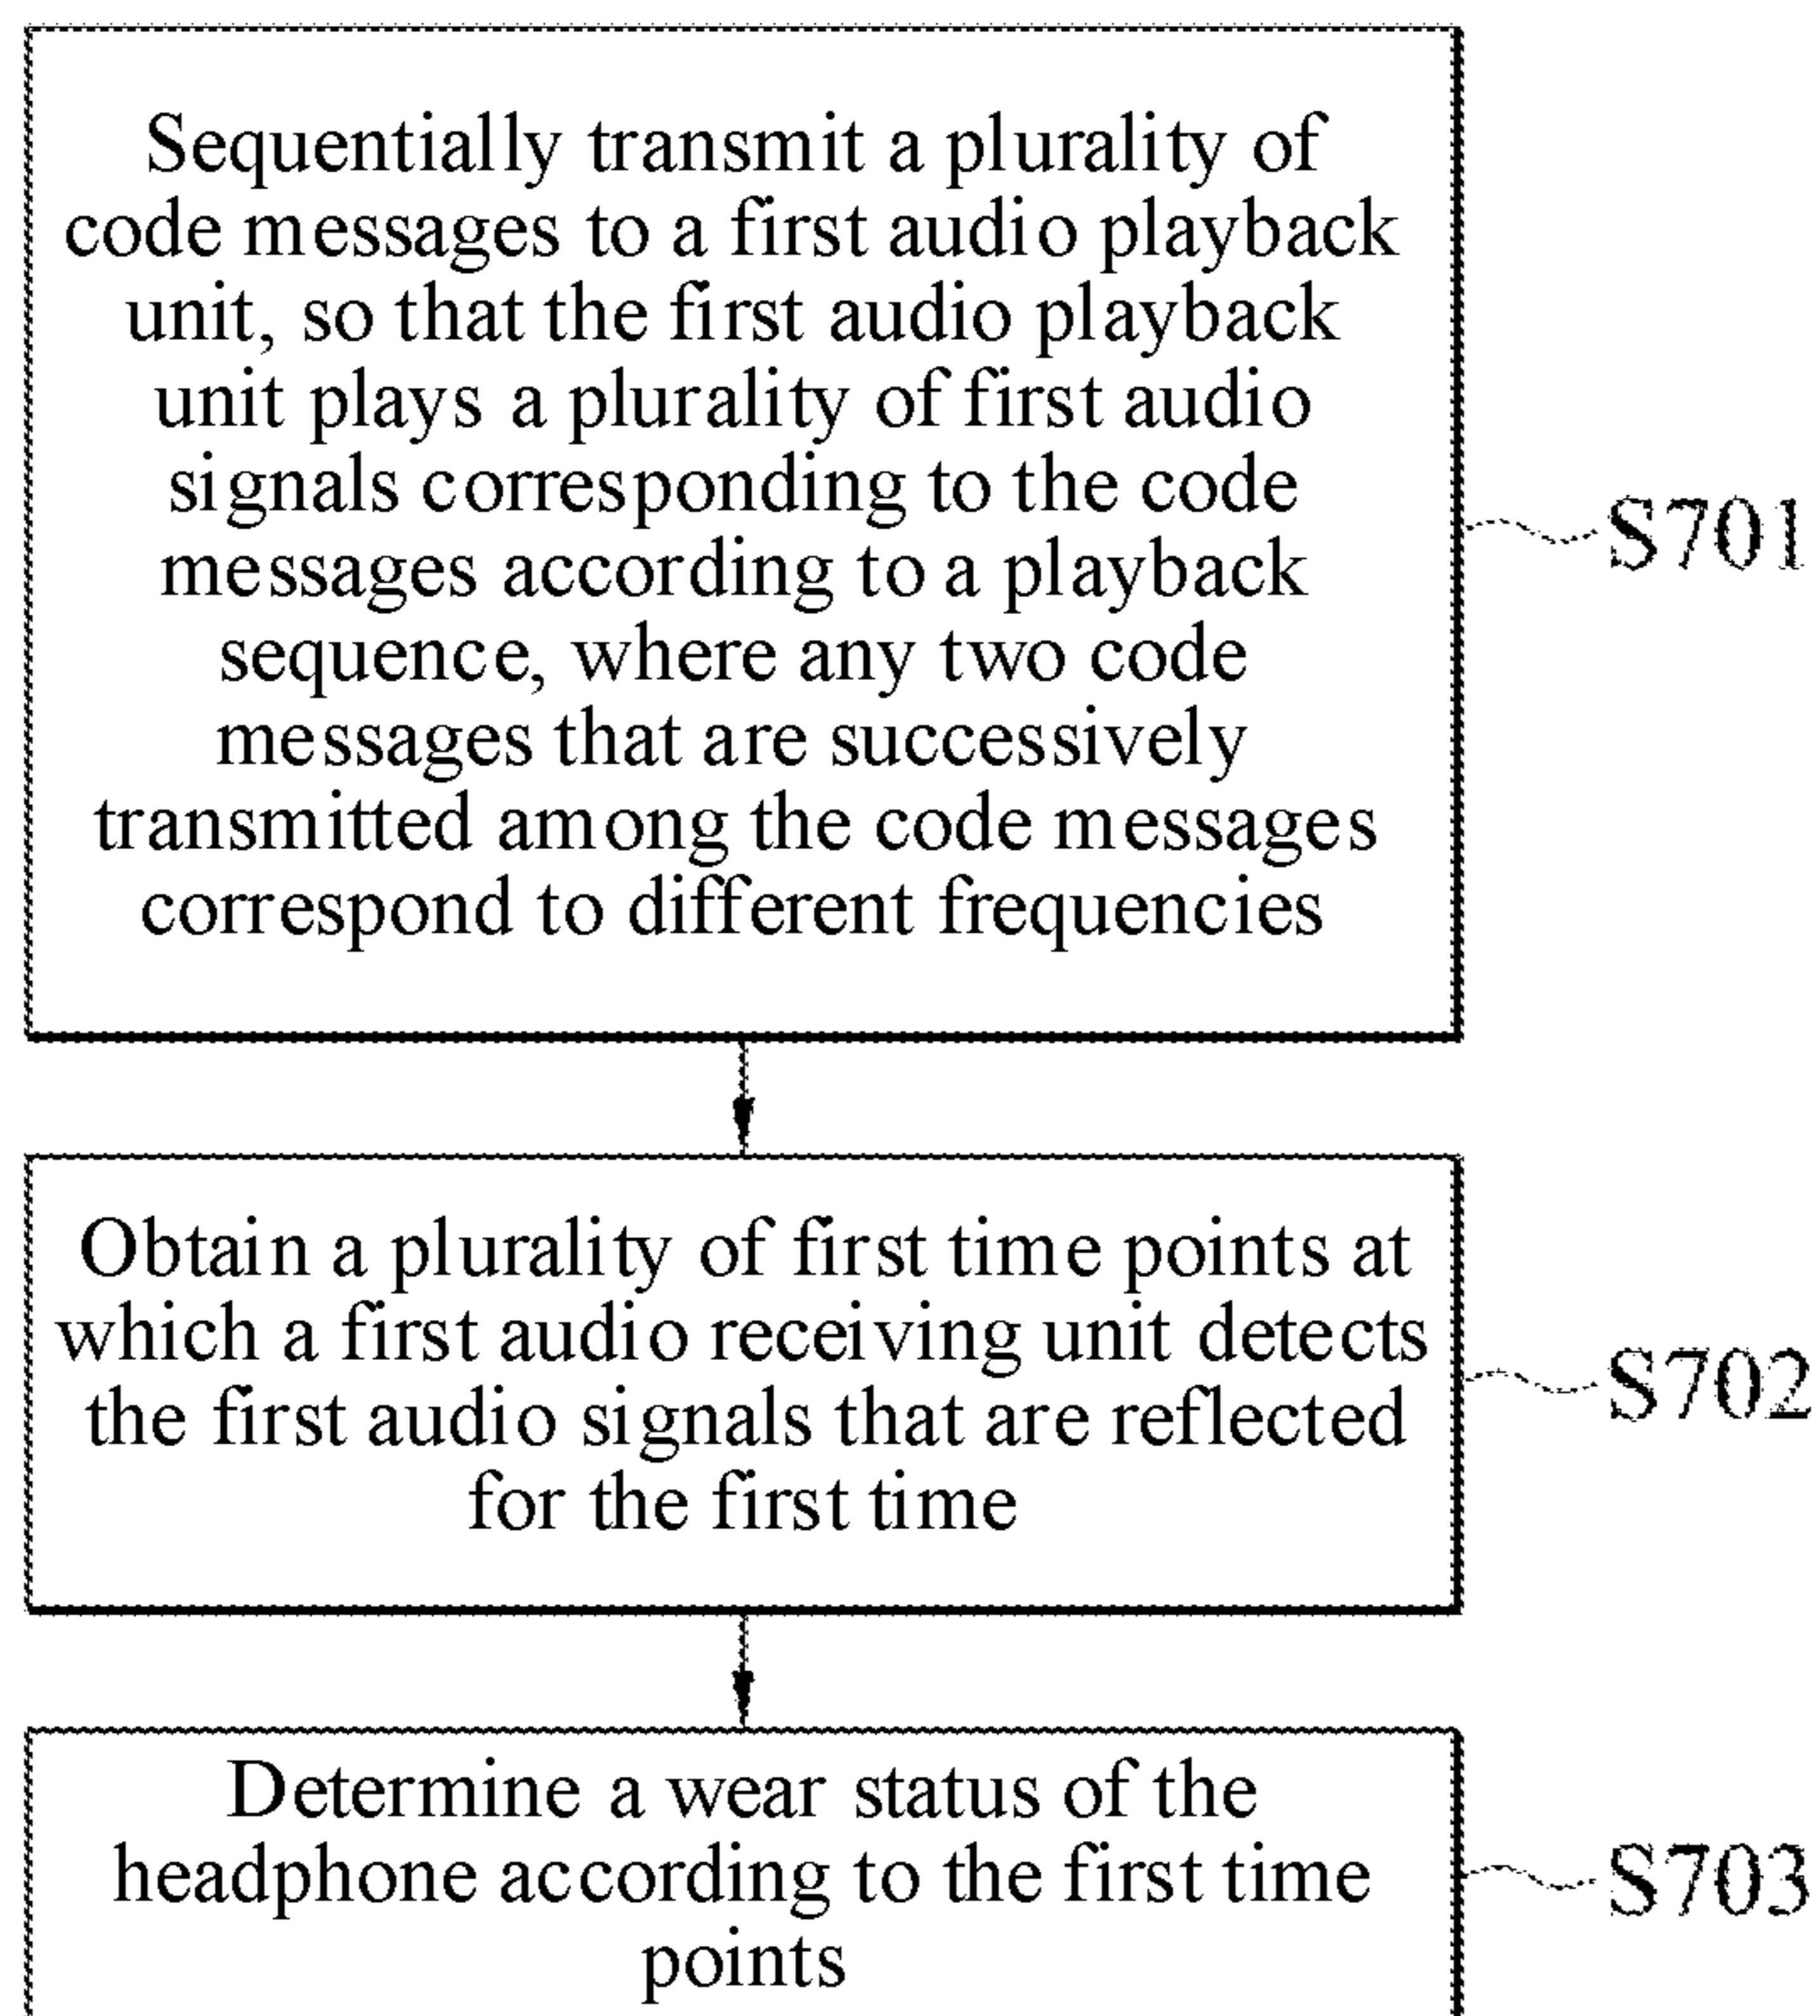 Sequentially transmit a plurality of
code messages to a first audio playback
unit, so that the first audio playback
unit plays a plurality of first audio
signals corresponding to the code
messages according to a playback
sequence, where any two code
messages that are successively
transmitted among the code messages
correspond to different frequencies
S701
Obtain a plurality of first time points at
which a first audio receiving unit detects
the first audio signals that are reflected
for the first time
S702
Determine a wear status of the
headphone according to the first time
points
S703